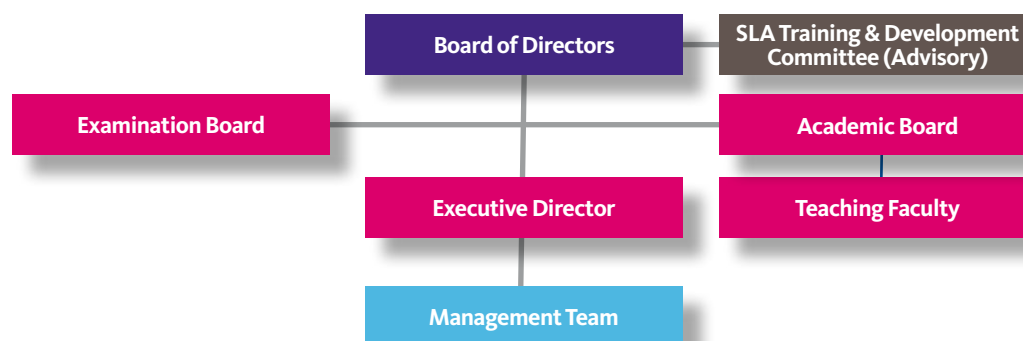 Board of Directors
SLA Training & Development
Committee (Advisory)
Examination Board
Academic Board
Executive Director
Teaching Faculty
Management Team